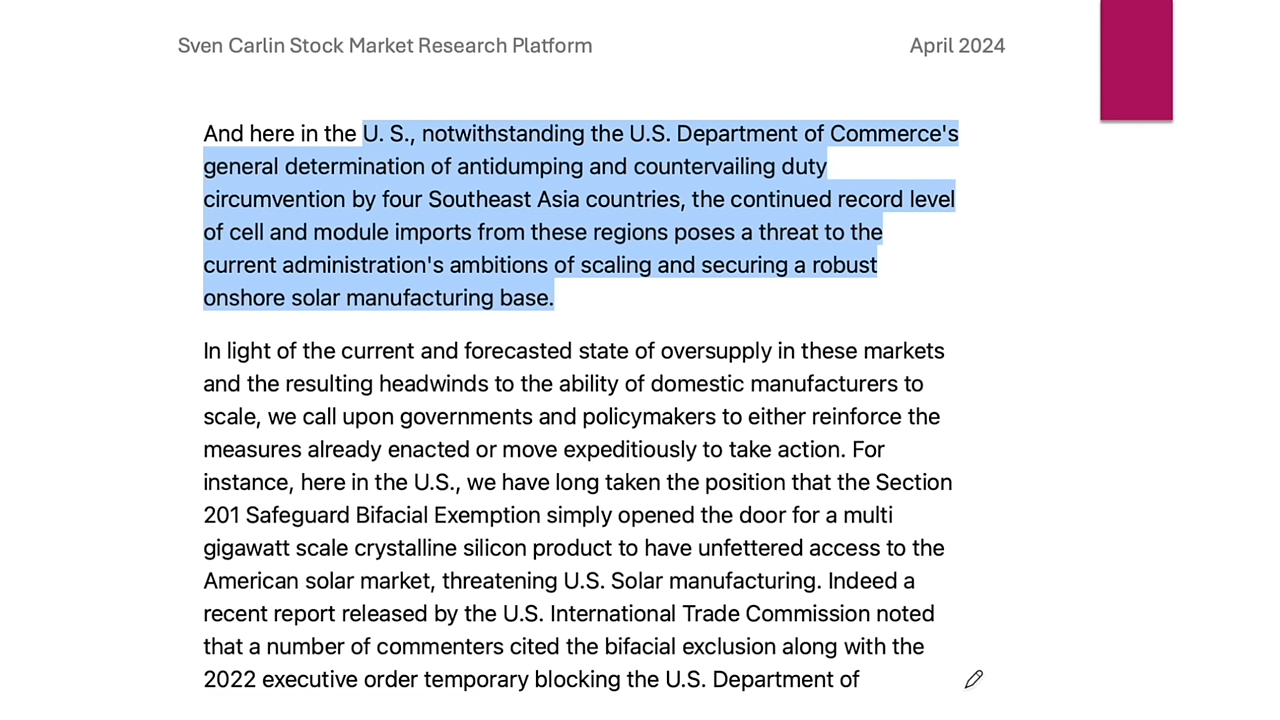 Sven Carlin Stock Market Research Platform April 2024
And here in the U. S., notwithstanding the U.S. Department of Commerce's
general determination of antidumping and countervailing duty
circumvention by four Southeast Asia countries, the continued record level
of cell and module imports from these regions poses a threat to the
current administration's ambitions of scaling and securing a robust
onshore solar manufacturing base.
In light of the current and forecasted state of oversupply in these markets
and the resulting headwinds to the ability of domestic manufacturers to
scale, we call upon governments and policymakers to either reinforce the
measures already enacted or move expeditiously to take action. For
instance, here in the U.S., we have long taken the position that the Section
201 Safeguard Bifacial Exemption simply opened the door for a multi
gigawatt scale crystalline silicon product to have unfettered access to the
American solar market, threatening U.S. Solar manufacturing. Indeed a
recent report released by the U.S. International Trade Commission noted
that a number of commenters cited the bifacial exclusion along with the
2022 executive order temporary blocking the U.S. Department of